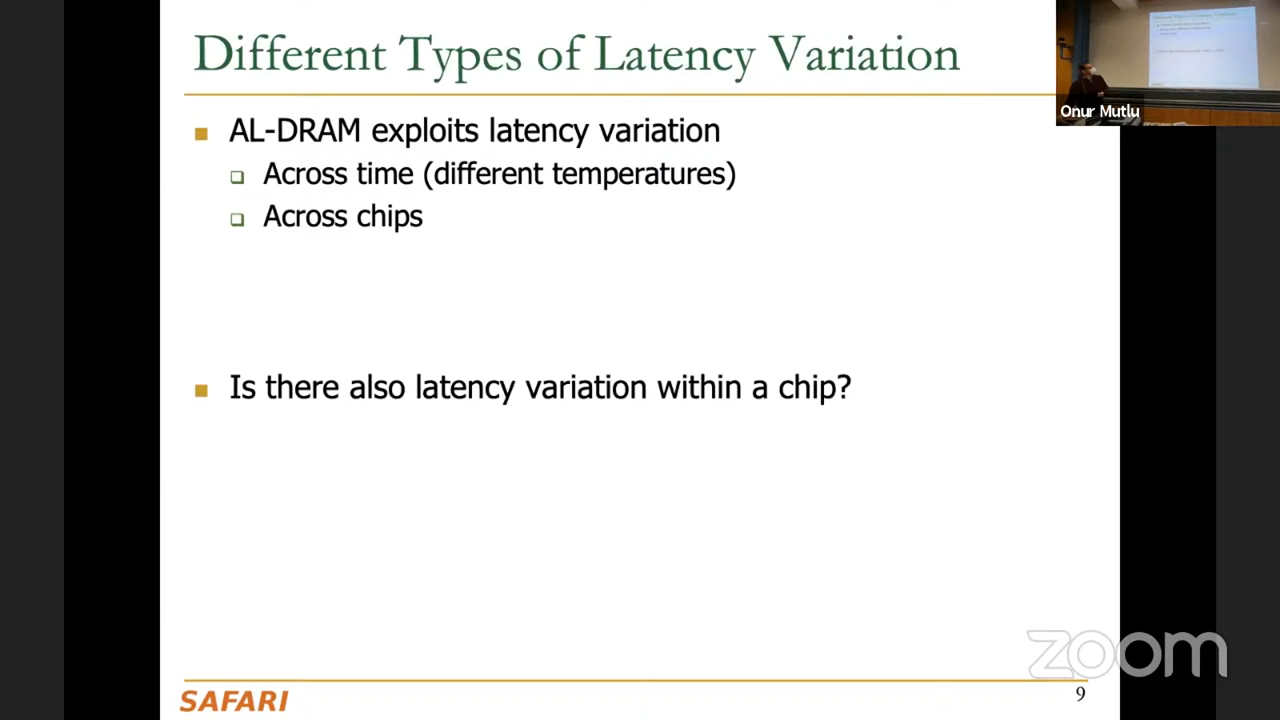 Different Types of Latency Variation
Onur Mutlu
AL-DRAM exploits latency variation
Across time (different temperatures)
Across chips
Is there also latency variation within a chip?
zoom
SAFARI
9